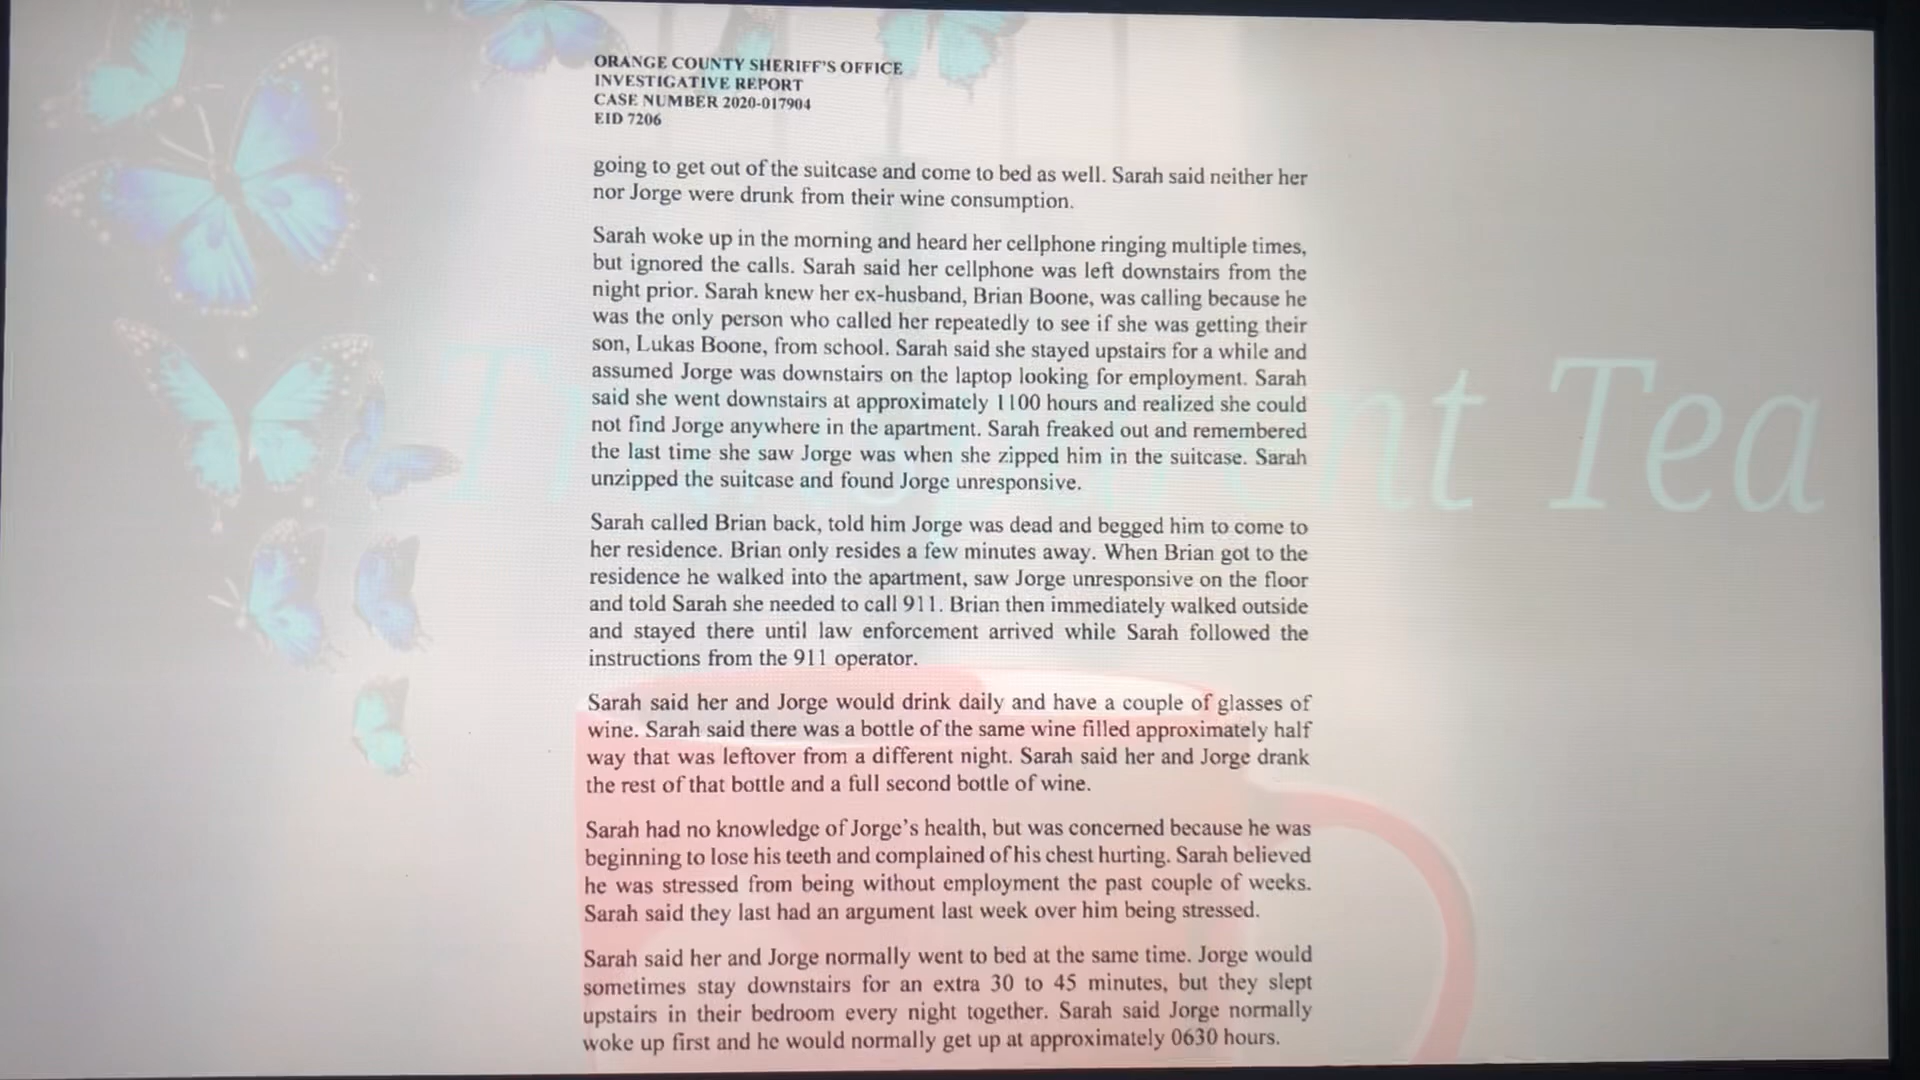 ORANGE COUNTY SHERIFF'S OFFICE
INVESTIGATIVE REPORT
CASE NUMBER 2020-017904
EID 7206
going to get out of the suitcase and come to bed as well. Sarah said neither her
nor Jorge were drunk from their wine consumption.
Sarah woke up in the morning and heard her cellphone ringing multiple times,
but ignored the calls. Sarah said her cellphone was left downstairs from the
night prior. Sarah knew her ex-husband, Brian Boone, was calling because he
was the only person who called her repeatedly to see if she was getting their
son, Lukas Boone, from school. Sarah said she stayed upstairs for a while and
assumed Jorge was downstairs on the laptop looking for employment. Sarah
said she went downstairs at approximately 1100 hours and realized she could
not find Jorge anywhere in the apartment. Sarah freaked out and remembered
the last time she saw Jorge was when she zipped him in the suitcase. Sarah
unzipped the suitcase and found Jorge unresponsive.
Sarah called Brian back, told him Jorge was dead and begged him to come to
her residence. Brian only resides a few minutes away. When Brian got to the
residence he walked into the apartment, saw Jorge unresponsive on the floor
and told Sarah she needed to call 911. Brian then immediately walked outside
and stayed there until law enforcement arrived while Sarah followed the
instructions from the 911 operator.
Sarah said her and Jorge would drink daily and have a couple of glasses of
wine. Sarah said there was a bottle of the same wine filled approximately half
way that was leftover from a different night. Sarah said her and Jorge drank
the rest of that bottle and a full second bottle of wine.
Sarah had no knowledge of Jorge's health, but was concerned because he was
beginning to lose his teeth and complained of his chest hurting. Sarah believed
he was stressed from being without employment the past couple of weeks.
Sarah said they last had an argument last week over him being stressed.
Sarah said her and Jorge normally went to bed at the same time. Jorge would
sometimes stay downstairs for an extra 30 to 45 minutes, but they slept
upstairs in their bedroom every night together. Sarah said Jorge normally
woke up first and he would normally get up at approximately 0630 hours.
Tea